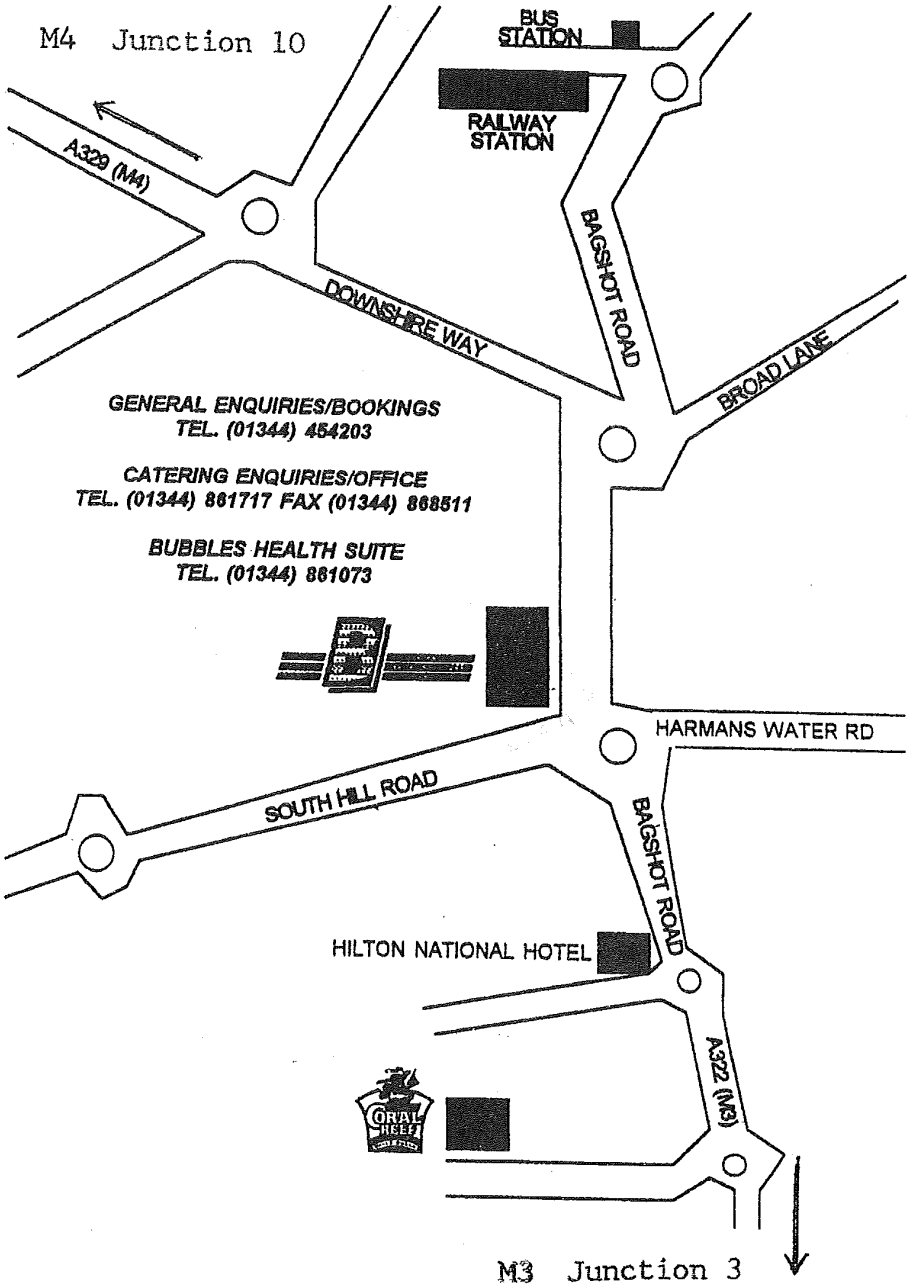 M4 Junction 10
BUS
STATION
RAILWAY
STATION
A329 (M4)
BAGSHOT ROAD
DOWNSHIRE WAY
BROAD LANE
GENERAL ENQUIRIES/BOOKINGS
TEL. (01344) 454203
CATERING ENQUIRIES/OFFICE
TEL. (01344) 861717 FAX (01344) 868511
BUBBLES HEALTH SUITE
TEL. (01344) 861073
HARMANS WATER RD
SOUTH HILL ROAD
BAGSHOT ROAD
HILTON NATIONAL HOTEL
A322 (M3)
CORAL
REEF
M3 Junction 3